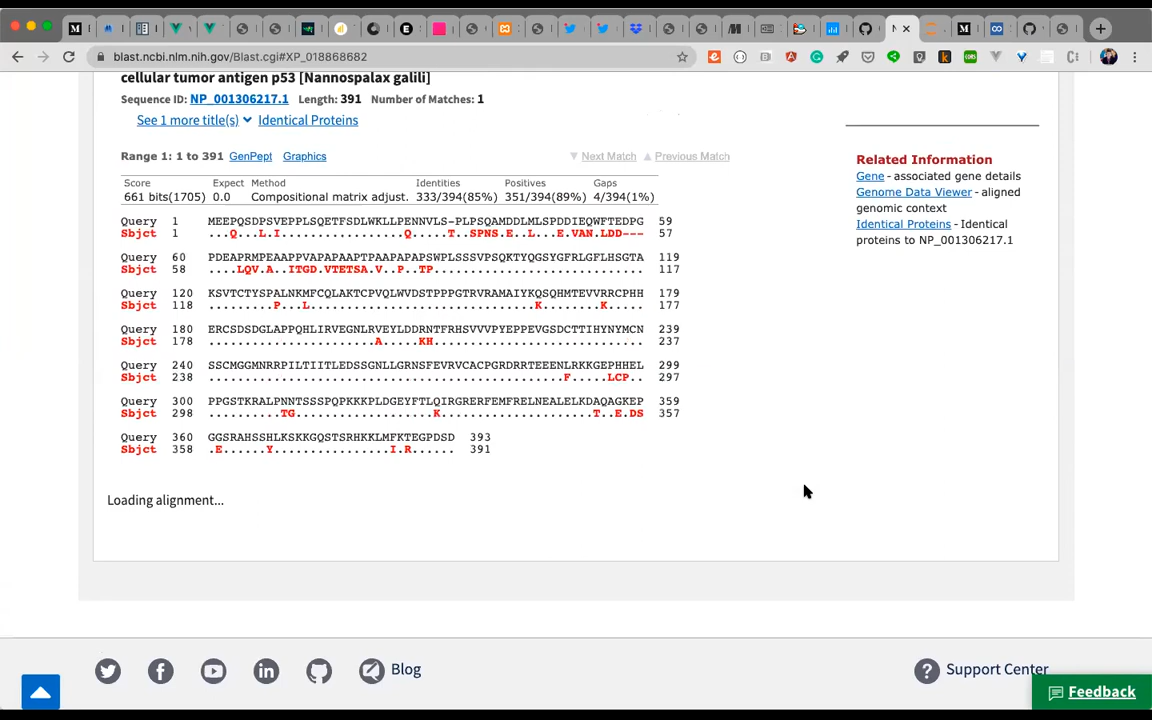 blast.ncbi.nlm.nih.gov/Blast.cgi#XP_018868682
cellular tumor antigen p53 [Nannospalax galili]
Sequence ID: NP_001306217.1 Length: 391 Number of Matches: 1
See 1 more title(s) Identical Proteins
Range 1: 1 to 391 GenPept Graphics Next Match Previous Match
Score Expect Method Identities Positives Gaps
661 bits(1705) 0.0 Compositional matrix adjust. 333/394(85%) 351/394(89%) 4/394(1%)
Query 1 MEEPQSDPSVEPPLSQETFSDLWKLLPENNVLS-PLPSQAMDDLMLSPDDIEQWFTEDPG 59
Sbjct 1 ...Q...L.I.................Q.....T..SPNS.E..L...E.VAN.LDD--- 57
Query 60 PDEAPRMPEAAPPVAPAPAAPTPAAPAPAPSWPLSSSVPSQKTYQGSYGFRLGFLHSGTA 119
Sbjct 58 ....LQV.A..ITGD.VTETSA.V..P..TP............................. 117
Query 120 KSVTCTYSPALNKMFCQLAKTCPVQLWVDSTPPPGTRVRAMAIYKQSQHMTEVVRRCPHH 179
Sbjct 118 .........P...L...............................K........K..... 177
Query 180 ERCSDSDGLAPPQHLIRVEGNLRVEYLDDRNTFRHSVVVPYEPPEVGSDCTTIHYNYMCN 239
Sbjct 178 .......................A.....KH............................. 237
Query 240 SSCMGGMNRRPILTIITLEDSSGNLLGRNSFEVRVCACPGRDRRTEEENLRKKGEPHHEL 299
Sbjct 238 .................................................F.....LCP.. 297
Query 300 PPGSTKRALPNNTSSSPQPKKKPLDGEYFTLQIRGRERFEMFRELNEALELKDAQAGKEP 359
Sbjct 298 ..........TG...................K.....................T..E.DS 357
Query 360 GGSRAHSSHLKSKKGQSTSRHKKLMFKTEGPDSD 393
Sbjct 358 .E......Y................I.R...... 391
Loading alignment...
Related Information
Gene - associated gene details
Genome Data Viewer - aligned
genomic context
Identical Proteins - Identical
proteins to NP_001306217.1
Blog
Support Center
Feedback